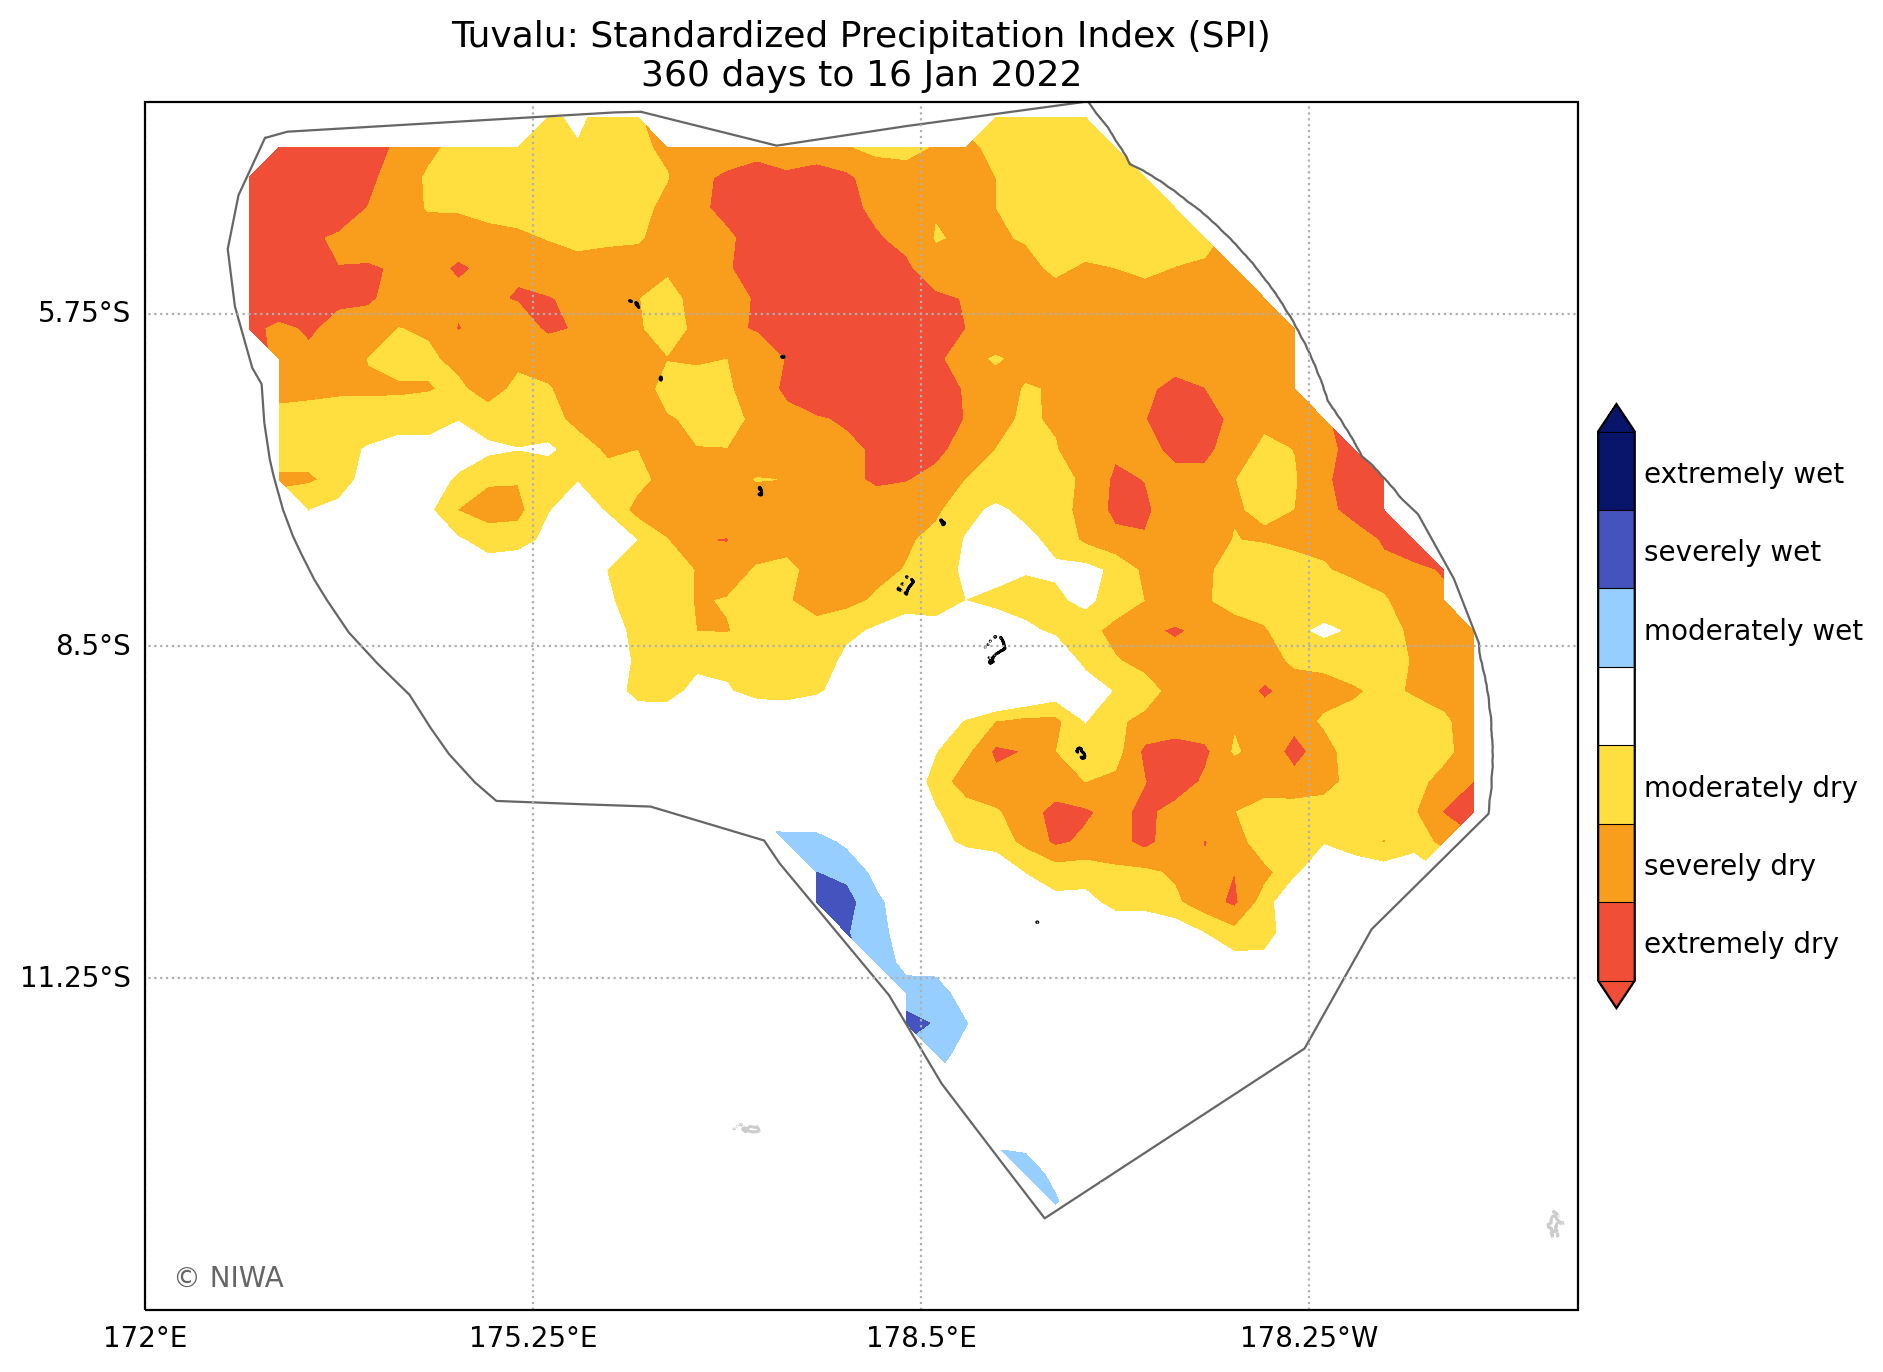 Tuvalu: Standardized Precipitation Index (SPI)
360 days to 16 Jan 2022
5.75°S
8.5°S
11.25°S
172°E
175.25°E
178.5°E
178.25°W
extremely wet
severely wet
moderately wet
moderately dry
severely dry
extremely dry
© NIWA